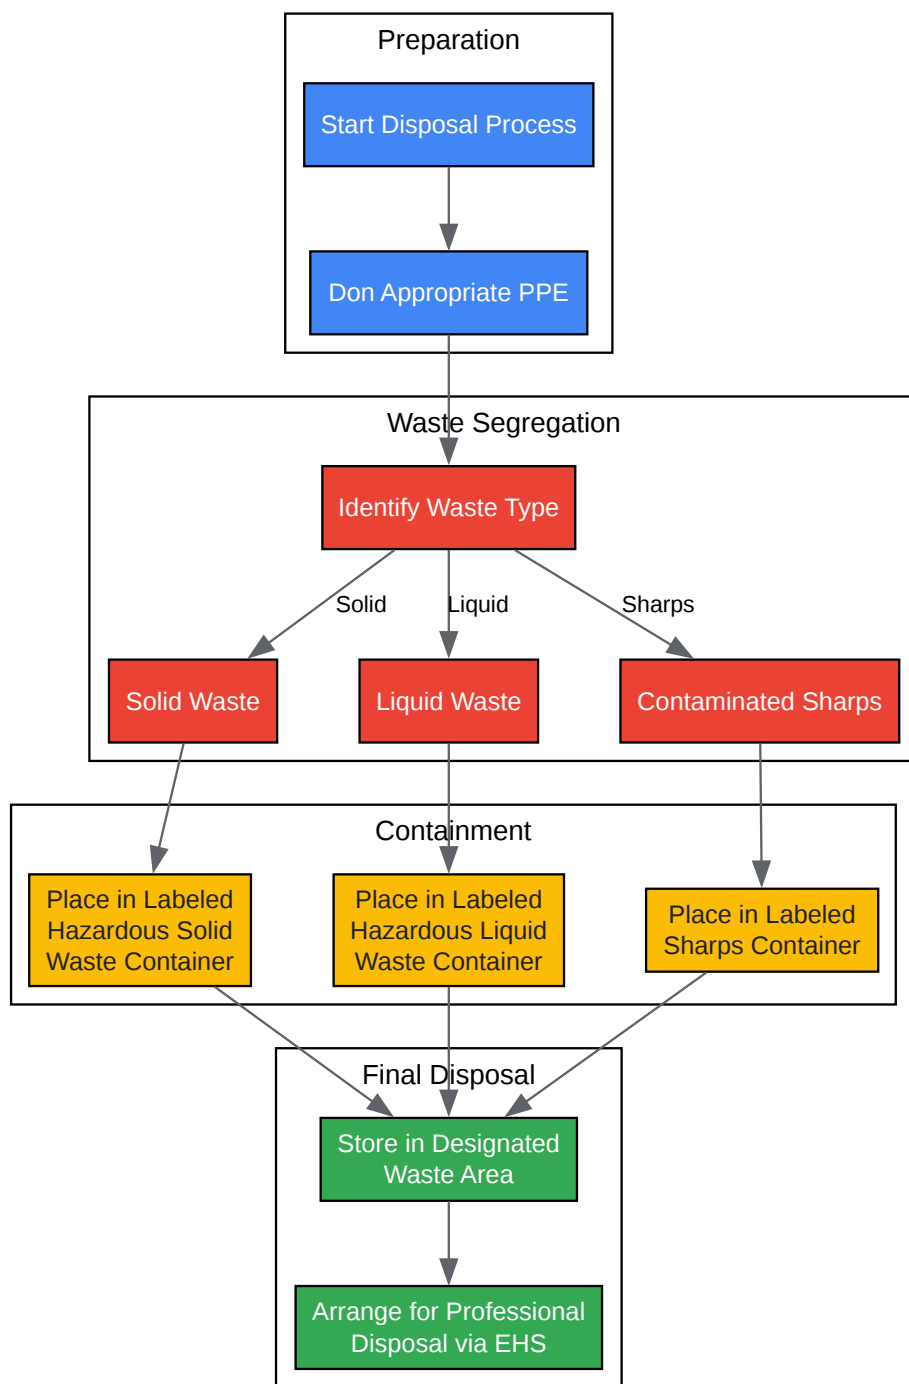 Preparation
Start Disposal Process
Don Appropriate PPE
Waste Segregation
Identify Waste Type
Solid
Liquid
Sharps
Solid Waste
Liquid Waste
Contaminated Sharps
Containment
Place in Labeled
Hazardous Solid
Waste Container
Place in Labeled
Hazardous Liquid
Waste Container
Place in Labeled
Sharps Container
Final Disposal
Store in Designated
Waste Area
Arrange for Professional
Disposal via EHS